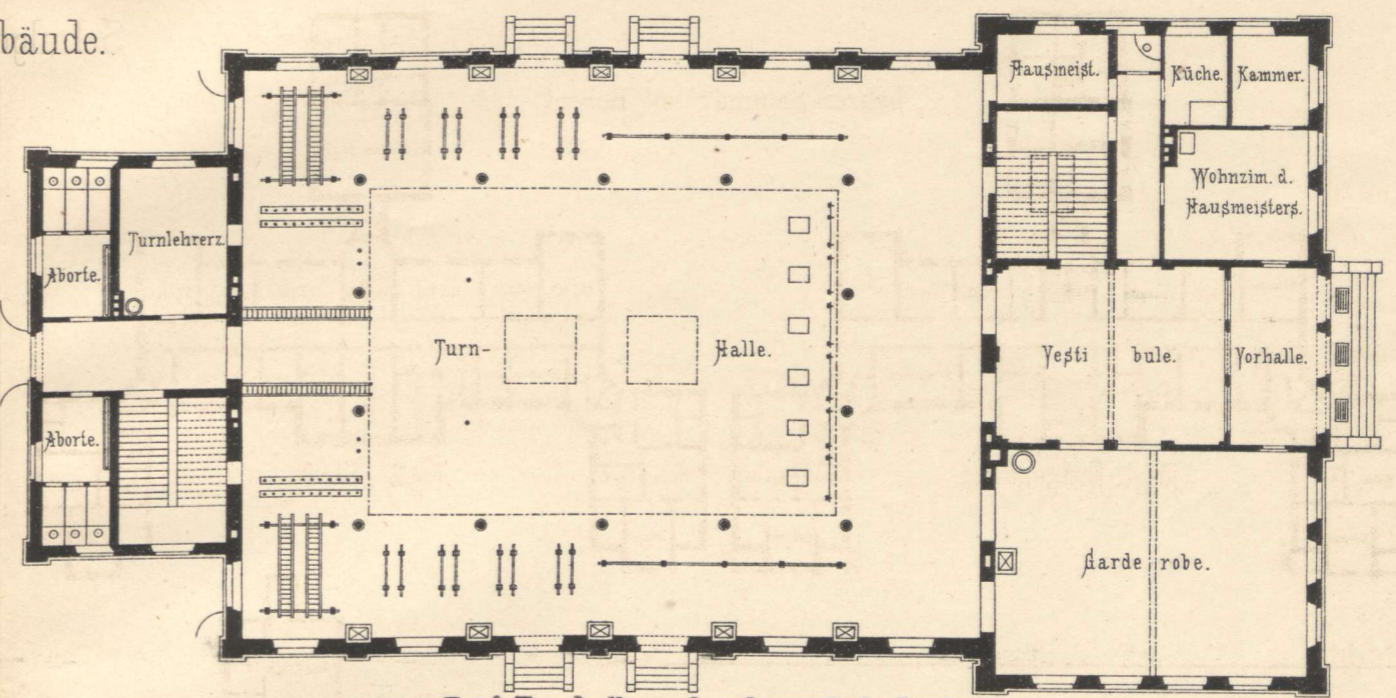 bäude.
Hausmeist.
Küche.
Kammer.
Wohnzim. d.
Hausmeisters.
Turnlehrerz.
Aborte.
Turn-
Halle.
Vesti bule.
Vorhalle.
Aborte.
Garde robe.